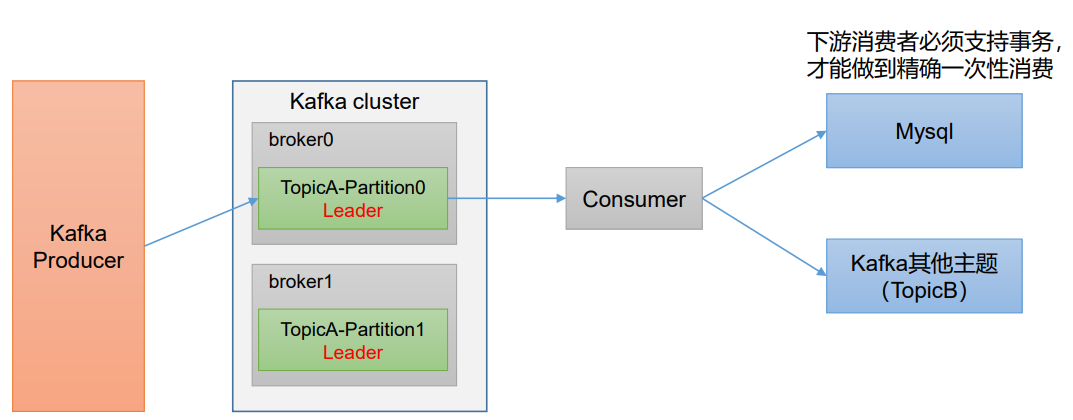 下游消费者必须支持事务，
才能做到精确一次性消费
Kafka cluster
broker0
TopicA-Partition0
Leader
broker1
TopicA-Partition1
Leader
Kafka
Producer
Consumer
Mysql
Kafka其他主题
（TopicB）